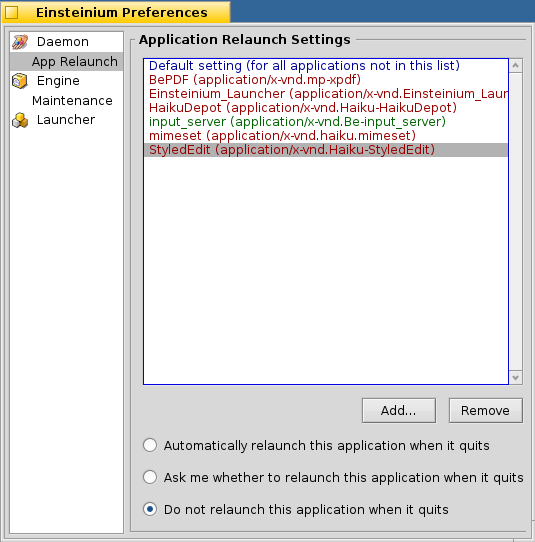 Einsteinium Preferences
Daemon
App Relaunch
Engine
Maintenance
Launcher
Application Relaunch Settings
Default setting (for all applications not in this list)
BePDF (application/x-vnd.mp-xpdf)
Einsteinium_Launcher (application/x-vnd.Einsteinium_Laun
HaikuDepot (application/x-vnd.Haiku-HaikuDepot)
input_server (application/x-vnd.Be-input_server)
mimeset (application/x-vnd.haiku.mimeset)
StyledEdit (application/x-vnd.Haiku-StyledEdit)
Add...
Remove
Automatically relaunch this application when it quits
Ask me whether to relaunch this application when it quits
Do not relaunch this application when it quits